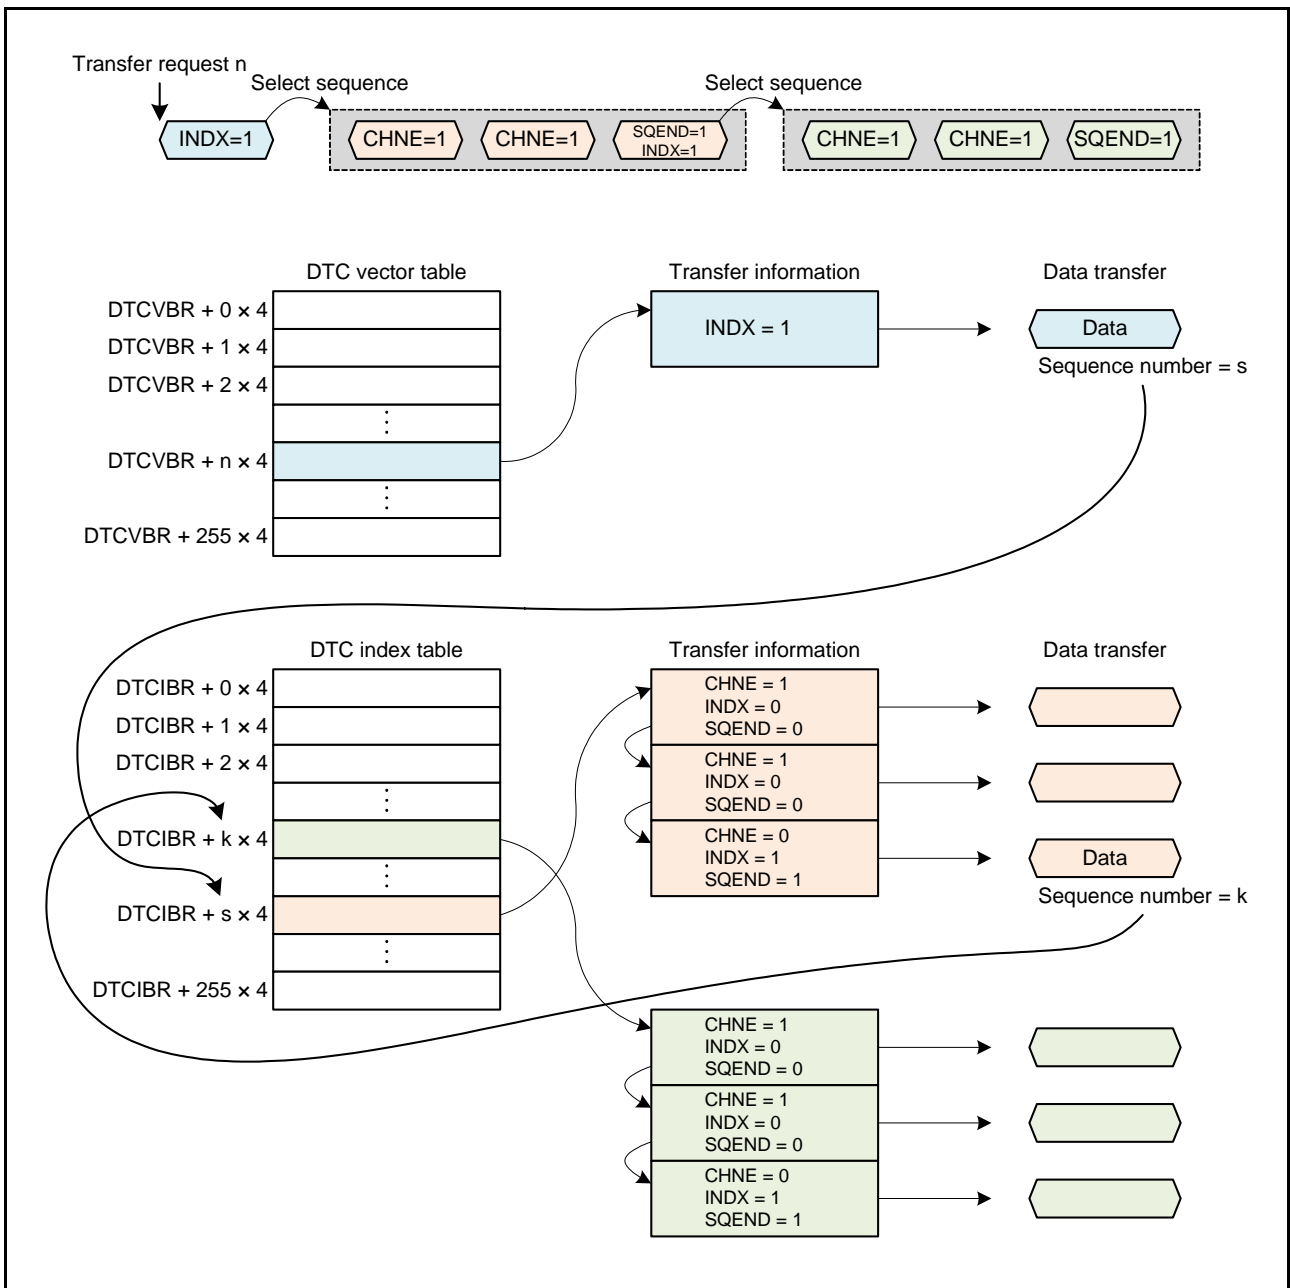 Transfer request n
Select sequence
Select sequence
INDX=1
CHNE=1
CHNE=1
SQEND=1
INDX=1
CHNE=1
CHNE=1
SQEND=1
DTC vector table
Transfer information
Data transfer
DTCVBR + 0 × 4
DTCVBR + 1 × 4
DTCVBR + 2 × 4
⋮
DTCVBR + n × 4
⋮
DTCVBR + 255 × 4
INDX = 1
Data
Sequence number = s
DTC index table
Transfer information
Data transfer
DTCIBR + 0 × 4
DTCIBR + 1 × 4
DTCIBR + 2 × 4
⋮
DTCIBR + k × 4
⋮
DTCIBR + s × 4
⋮
DTCIBR + 255 × 4
CHNE = 1
INDX = 0
SQEND = 0
CHNE = 1
INDX = 0
SQEND = 0
CHNE = 0
INDX = 1
SQEND = 1
Data
Sequence number = k
CHNE = 1
INDX = 0
SQEND = 0
CHNE = 1
INDX = 0
SQEND = 0
CHNE = 0
INDX = 1
SQEND = 1